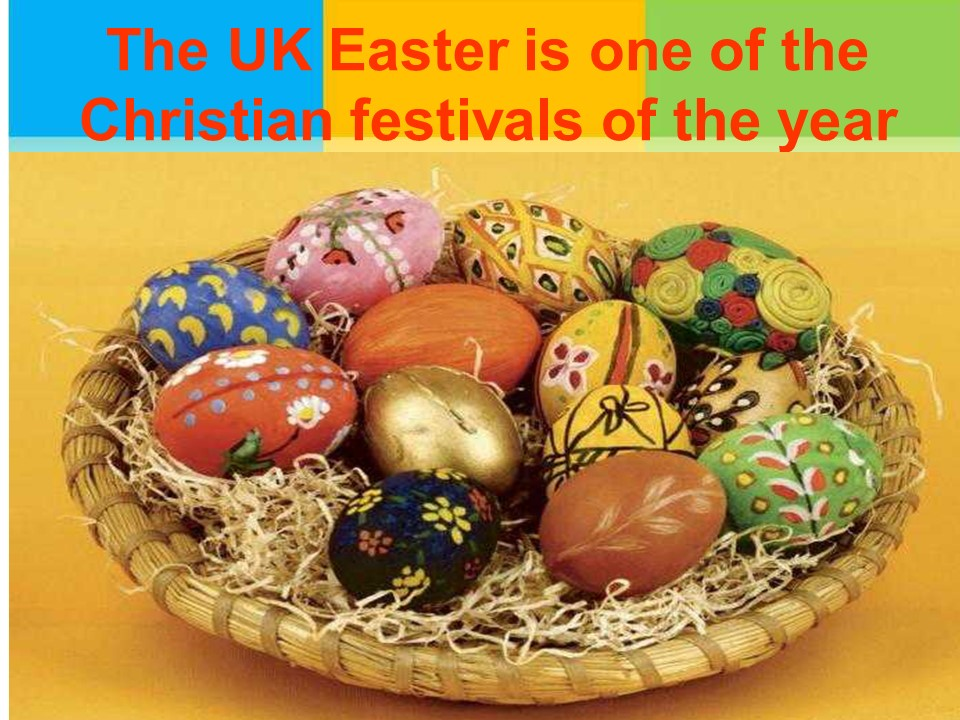 The UK Easter is one of the
Christian festivals of the year